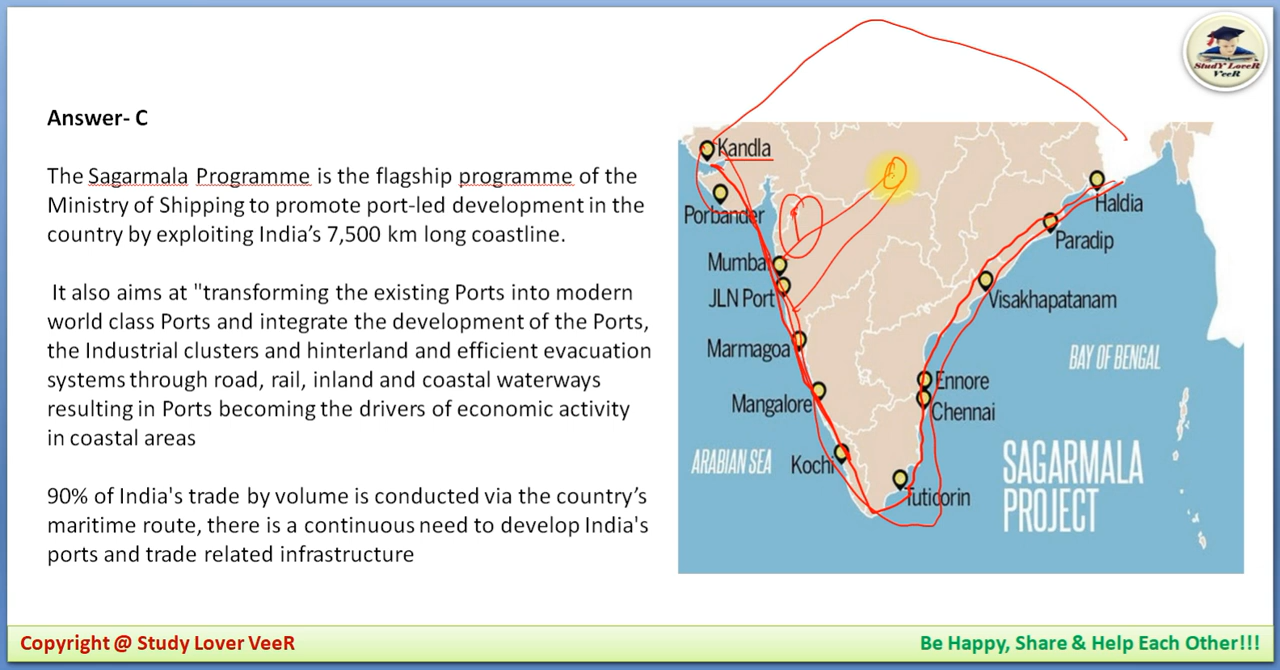 StudY LoveR
VeeR
Answer- C
The Sagarmala Programme is the flagship programme of the
Ministry of Shipping to promote port-led development in the
country by exploiting India’s 7,500 km long coastline.
It also aims at "transforming the existing Ports into modern
world class Ports and integrate the development of the Ports,
the Industrial clusters and hinterland and efficient evacuation
systems through road, rail, inland and coastal waterways
resulting in Ports becoming the drivers of economic activity
in coastal areas
90% of India's trade by volume is conducted via the country’s
maritime route, there is a continuous need to develop India's
ports and trade related infrastructure
Kandla
Porbander
Mumbai
JLN Port
Marmagoa
Mangalore
Kochi
Tuticorin
Chennai
Ennore
Visakhapatanam
Paradip
Haldia
ARABIAN SEA
BAY OF BENGAL
SAGARMALA
PROJECT
Copyright @ Study Lover VeeR
Be Happy, Share & Help Each Other!!!